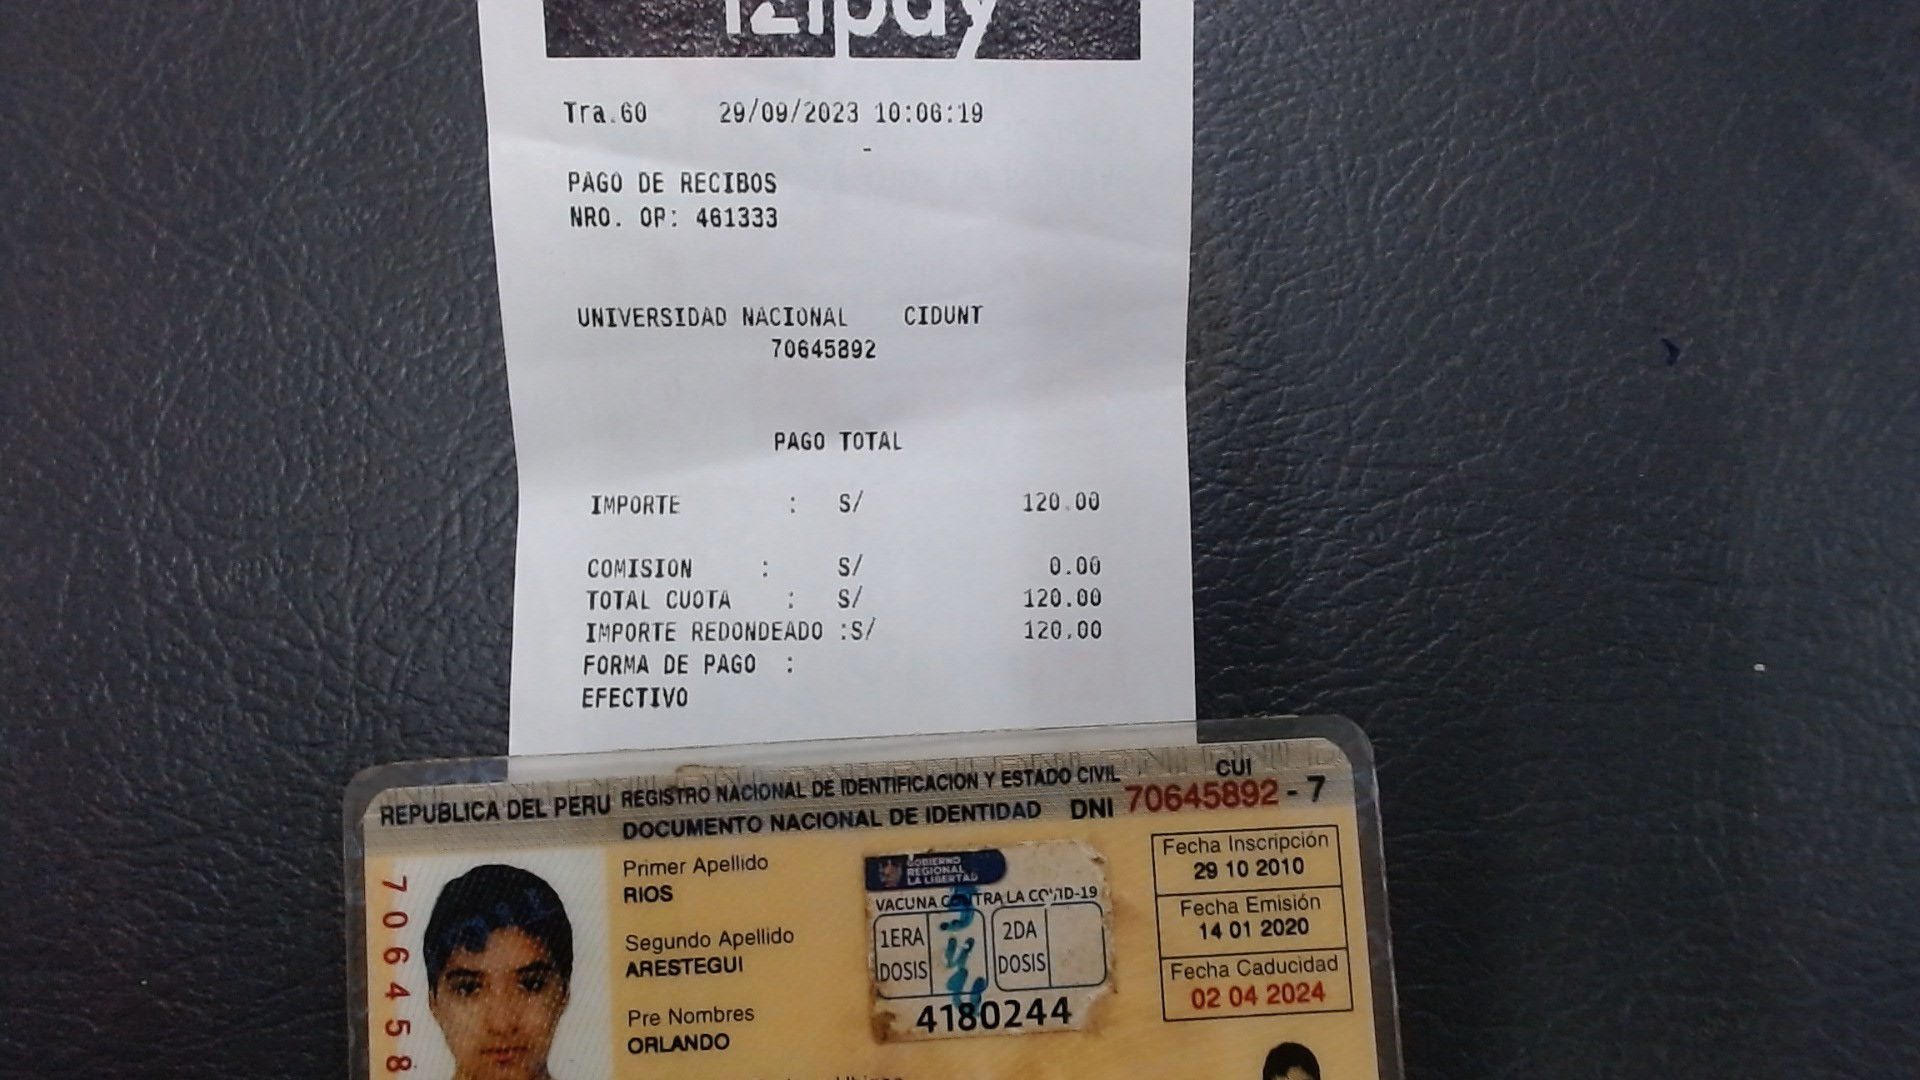 izipay
Tra.60 29/09/2023 10:06:19
-
PAGO DE RECIBOS
NRO. OP: 461333
UNIVERSIDAD NACIONAL CIDUNT
70645892
PAGO TOTAL
IMPORTE : S/ 120.00
COMISION : S/ 0.00
TOTAL CUOTA : S/ 120.00
IMPORTE REDONDEADO :S/ 120.00
FORMA DE PAGO :
EFECTIVO
REPUBLICA DEL PERU REGISTRO NACIONAL DE IDENTIFICACION Y ESTADO CIVIL CUI
DOCUMENTO NACIONAL DE IDENTIDAD DNI 70645892 - 7
706458
Primer Apellido
RIOS
Segundo Apellido
ARESTEGUI
Pre Nombres
ORLANDO
GOBIERNO
REGIONAL
LA LIBERTAD
VACUNA CONTRA LA COVID-19
1ERA DOSIS
2DA DOSIS
4180244
Fecha Inscripción
29 10 2010
Fecha Emisión
14 01 2020
Fecha Caducidad
02 04 2024